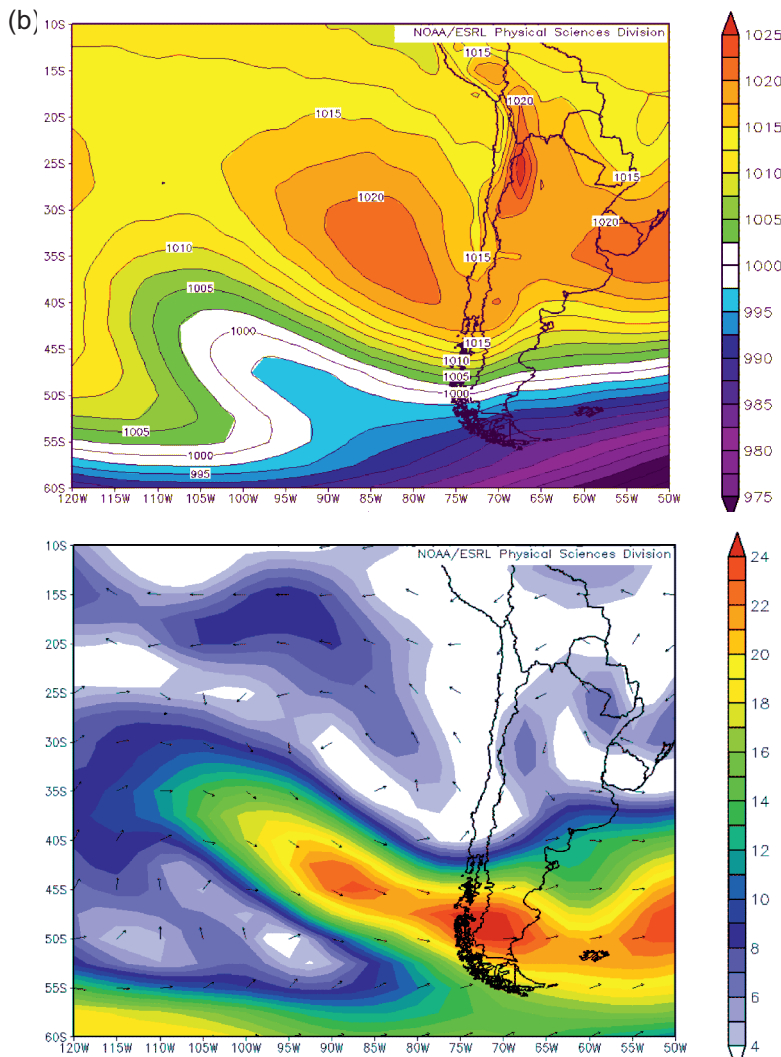 (b)
NOAA/ESRL Physical Sciences Division
10S
15S
20S
25S
30S
35S
40S
45S
50S
55S
60S
1015
1020
1015
1015
1020
1020
1015
1010
1005
1000
1015
1010
1005
1000
1005
1000
995
120W 115W 110W 105W 100W 95W 90W 85W 80W 75W 70W 65W 60W 55W 50W
1025
1020
1015
1010
1005
1000
995
990
985
980
975
NOAA/ESRL Physical Sciences Division
10S
15S
20S
25S
30S
35S
40S
45S
50S
55S
60S
120W 115W 110W 105W 100W 95W 90W 85W 80W 75W 70W 65W 60W 55W 50W
24
22
20
18
16
14
12
10
8
6
4